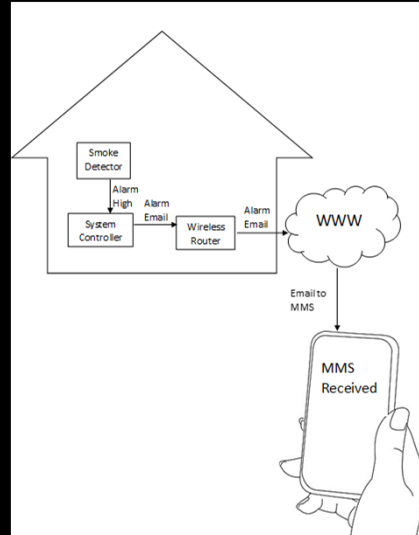 Smoke
Detector
Alarm
High
System
Controller
Alarm
Email
Wireless
Router
Alarm
Email
WWW
Email to
MMS
MMS
Received